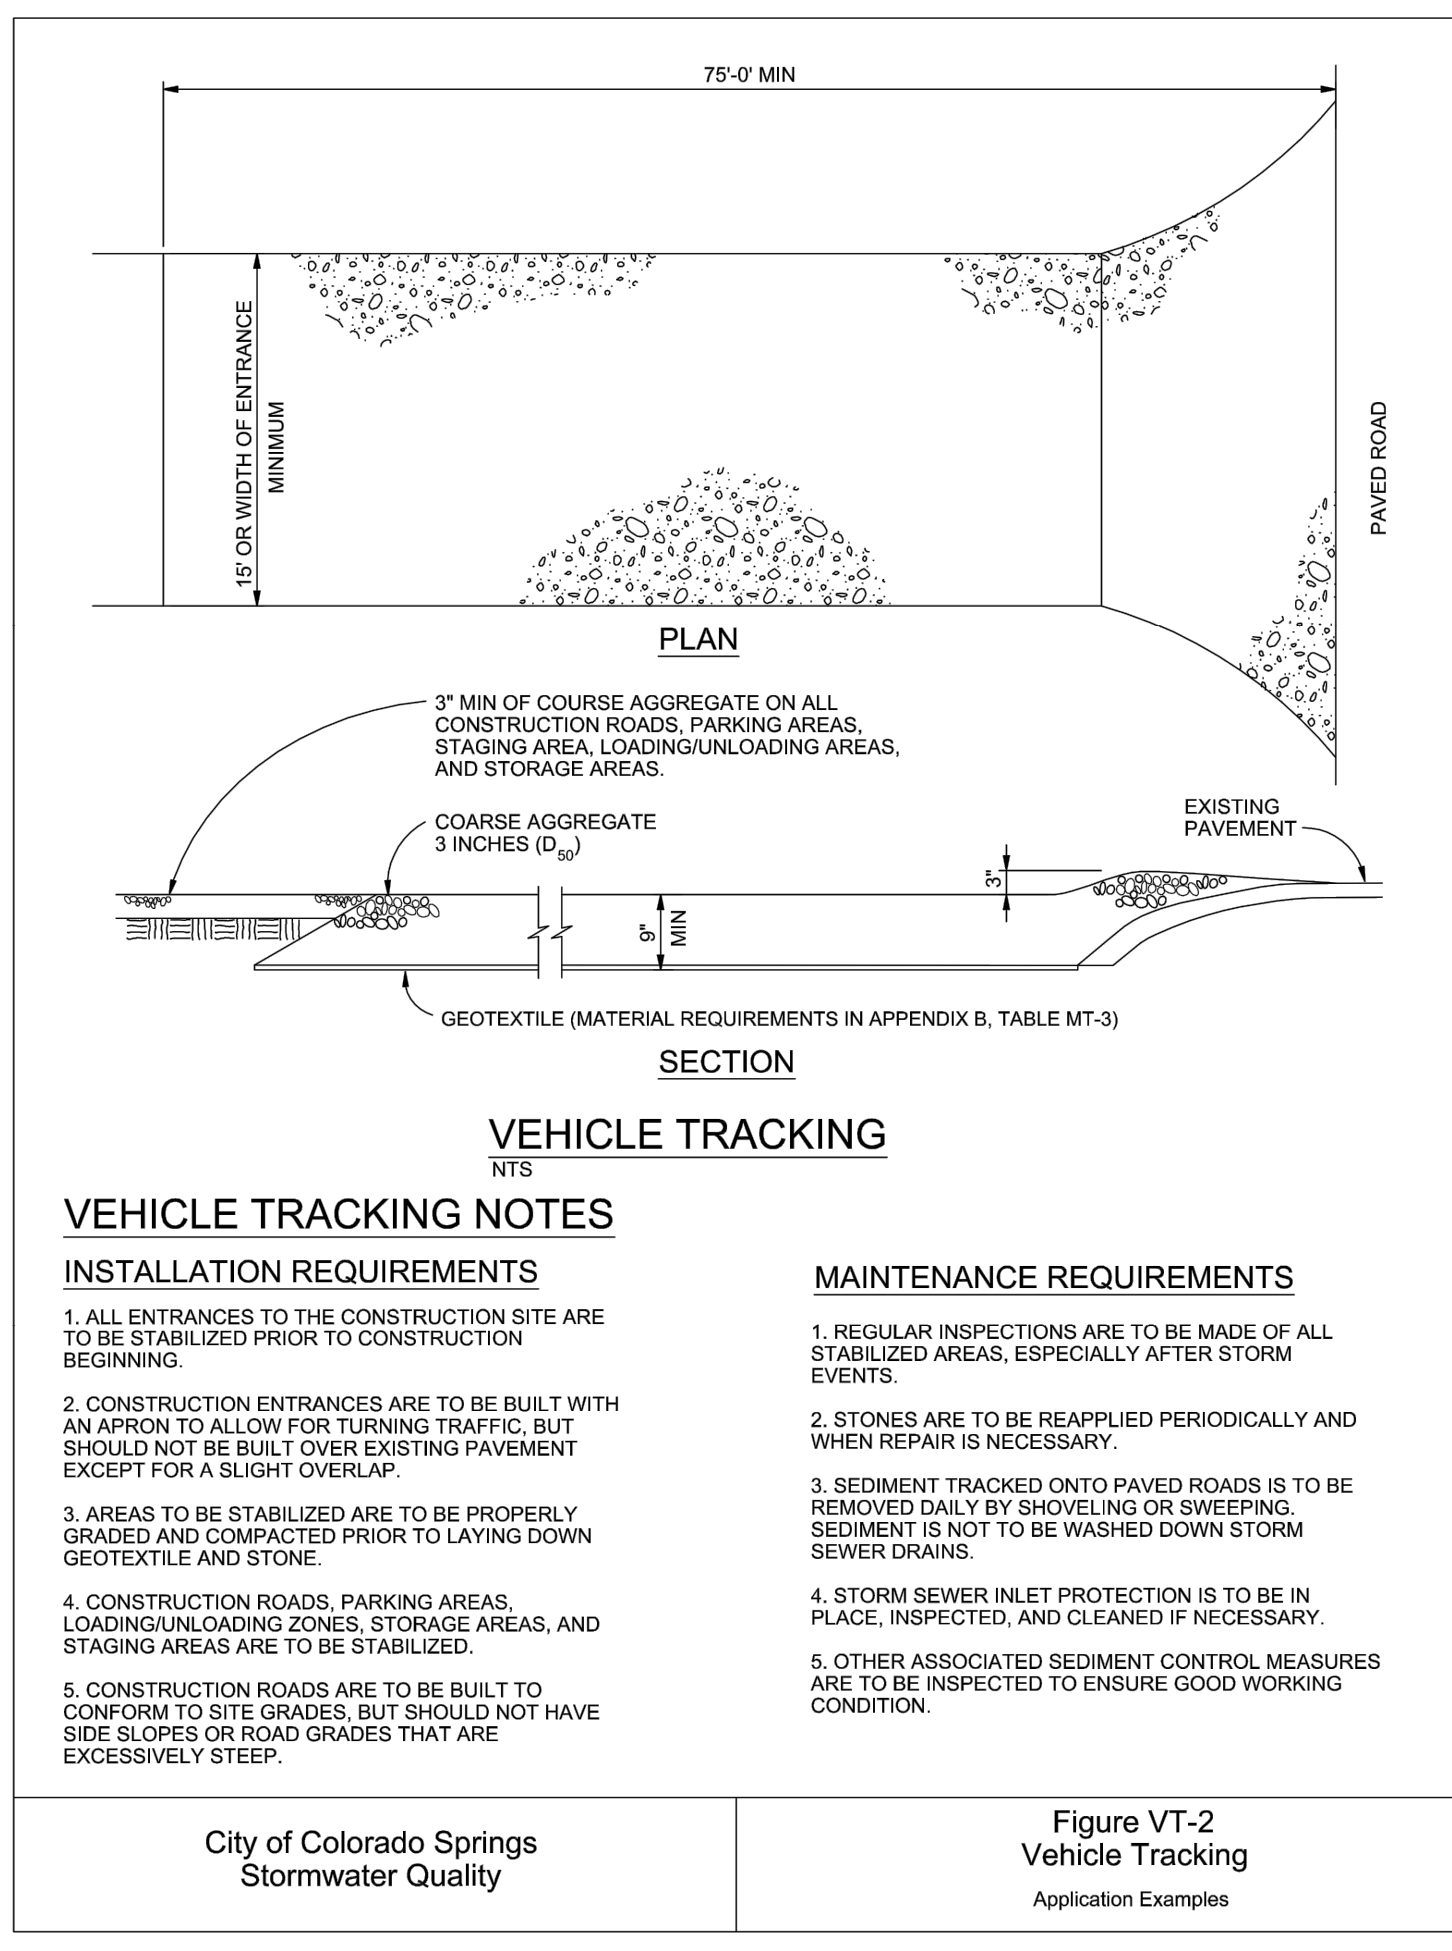 75'-0' MIN
15' OR WIDTH OF ENTRANCE
MINIMUM
PAVED ROAD
PLAN
3" MIN OF COURSE AGGREGATE ON ALL
CONSTRUCTION ROADS, PARKING AREAS,
STAGING AREA, LOADING/UNLOADING AREAS,
AND STORAGE AREAS.
COARSE AGGREGATE
3 INCHES (D50)
EXISTING
PAVEMENT
3"
9"
MIN
GEOTEXTILE (MATERIAL REQUIREMENTS IN APPENDIX B, TABLE MT-3)
SECTION
VEHICLE TRACKING
NTS
VEHICLE TRACKING NOTES
INSTALLATION REQUIREMENTS
1. ALL ENTRANCES TO THE CONSTRUCTION SITE ARE
TO BE STABILIZED PRIOR TO CONSTRUCTION
BEGINNING.
2. CONSTRUCTION ENTRANCES ARE TO BE BUILT WITH
AN APRON TO ALLOW FOR TURNING TRAFFIC, BUT
SHOULD NOT BE BUILT OVER EXISTING PAVEMENT
EXCEPT FOR A SLIGHT OVERLAP.
3. AREAS TO BE STABILIZED ARE TO BE PROPERLY
GRADED AND COMPACTED PRIOR TO LAYING DOWN
GEOTEXTILE AND STONE.
4. CONSTRUCTION ROADS, PARKING AREAS,
LOADING/UNLOADING ZONES, STORAGE AREAS, AND
STAGING AREAS ARE TO BE STABILIZED.
5. CONSTRUCTION ROADS ARE TO BE BUILT TO
CONFORM TO SITE GRADES, BUT SHOULD NOT HAVE
SIDE SLOPES OR ROAD GRADES THAT ARE
EXCESSIVELY STEEP.
MAINTENANCE REQUIREMENTS
1. REGULAR INSPECTIONS ARE TO BE MADE OF ALL
STABILIZED AREAS, ESPECIALLY AFTER STORM
EVENTS.
2. STONES ARE TO BE REAPPLIED PERIODICALLY AND
WHEN REPAIR IS NECESSARY.
3. SEDIMENT TRACKED ONTO PAVED ROADS IS TO BE
REMOVED DAILY BY SHOVELING OR SWEEPING.
SEDIMENT IS NOT TO BE WASHED DOWN STORM
SEWER DRAINS.
4. STORM SEWER INLET PROTECTION IS TO BE IN
PLACE, INSPECTED, AND CLEANED IF NECESSARY.
5. OTHER ASSOCIATED SEDIMENT CONTROL MEASURES
ARE TO BE INSPECTED TO ENSURE GOOD WORKING
CONDITION.
City of Colorado Springs
Stormwater Quality
Figure VT-2
Vehicle Tracking
Application Examples